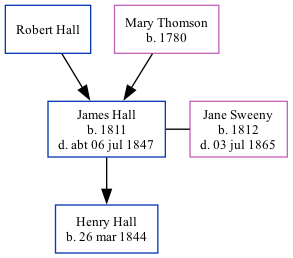 Robert Hall
Mary Thomson
b. 1780
James Hall
b. 1811
d. abt 06 jul 1847
Jane Sweeny
b. 1812
d. 03 jul 1865
Henry Hall
b. 26 mar 1844